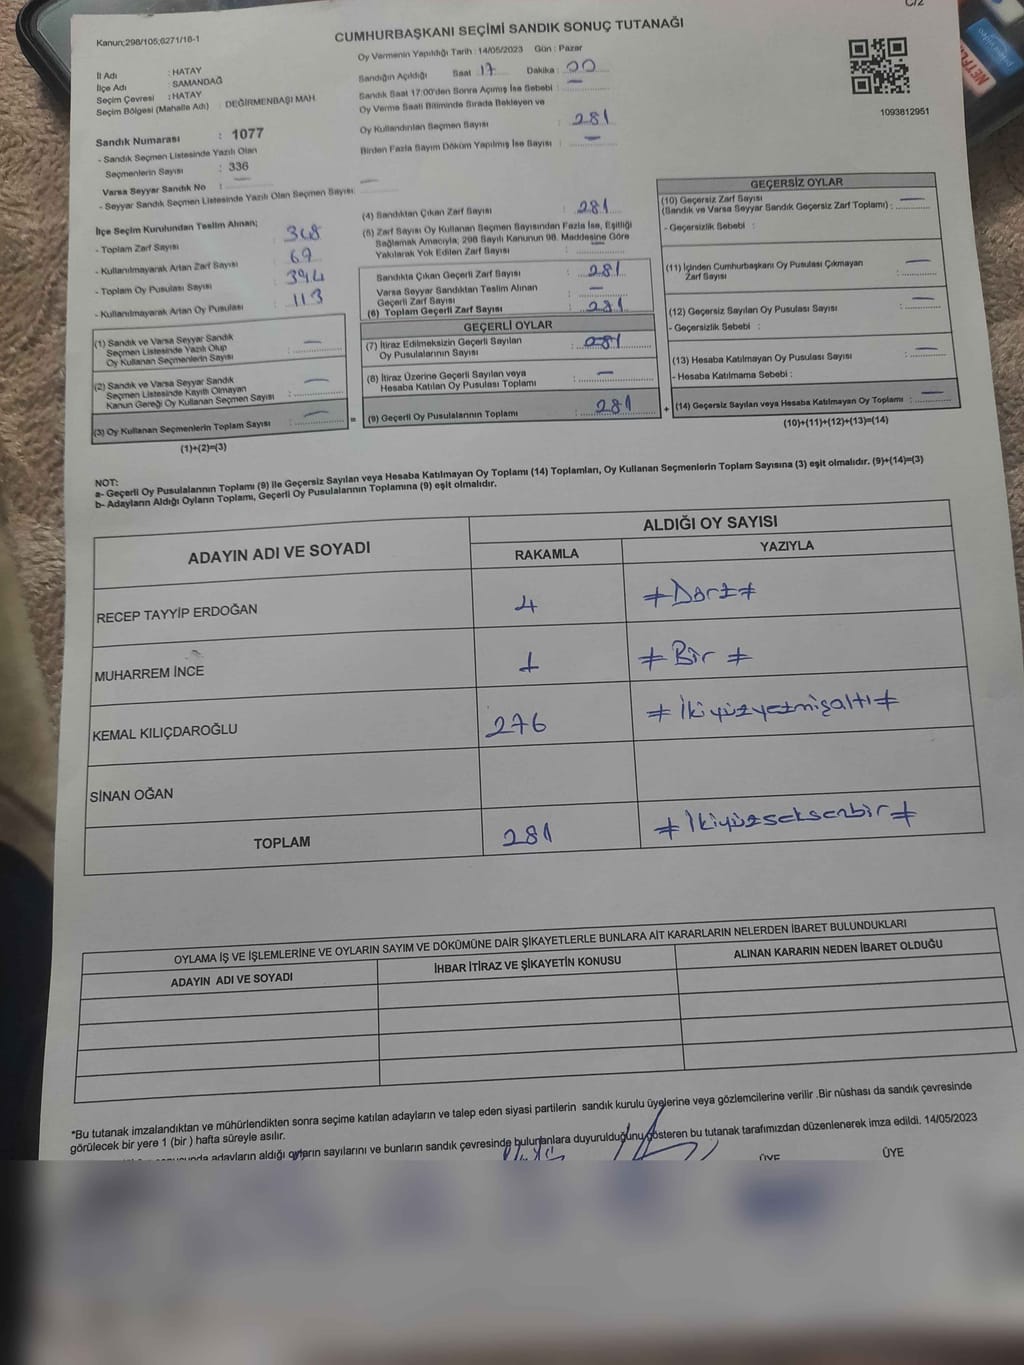 C/2
Kanun;298/105;6271/16-1
CUMHURBAŞKANI SEÇİMİ SANDIK SONUÇ TUTANAĞI
İl Adı : HATAY
İlçe Adı : SAMANDAĞ
Seçim Çevresi : HATAY
Seçim Bölgesi (Mahalle Adı) : DEĞİRMENBAŞI MAH.
Sandık Numarası : 1077
- Sandık Seçmen Listesinde Yazılı Olan
Seçmenlerin Sayısı : 336
Varsa Seyyar Sandık No :
- Seyyar Sandık Seçmen Listesinde Yazılı Olan Seçmen Sayısı:
Oy Vermenin Yapıldığı Tarih : 14/05/2023 Gün : Pazar
Sandığın Açıldığı Saat 17 Dakika : 00
Sandık Saat 17:00'den Sonra Açımış İse Sebebi :
Oy Verme Saati Bitiminde Sırada Bekleyen ve
Oy Kullandırılan Seçmen Sayısı : 281
Birden Fazla Sayım Döküm Yapılmış İse Sayısı :
1093812951
İlçe Seçim Kurulundan Teslim Alınan;
- Toplam Zarf Sayısı : 348
- Kullanılmayarak Artan Zarf Sayısı : 67
- Toplam Oy Pusulası Sayısı : 394
- Kullanılmayarak Artan Oy Pusulası : 113
(1) Sandık ve Varsa Seyyar Sandık
Seçmen Listesinde Yazılı Olup
Oy Kullanan Seçmenlerin Sayısı :
(2) Sandık ve Varsa Seyyar Sandık
Seçmen Listesinde Kayıtlı Olmayan
Kanun Gereği Oy Kullanan Seçmen Sayısı :
(3) Oy Kullanan Seçmenlerin Toplam Sayısı :
(1)+(2)=(3)
=
(4) Sandıktan Çıkan Zarf Sayısı : 281
(5) Zarf Sayısı Oy Kullanan Seçmen Sayısından Fazla İse, Eşitliği
Sağlamak Amacıyla, 298 Sayılı Kanunun 98. Maddesine Göre
Yakılarak Yok Edilen Zarf Sayısı :
Sandıkta Çıkan Geçerli Zarf Sayısı : 281
Varsa Seyyar Sandıktan Teslim Alınan
Geçerli Zarf Sayısı :
(6) Toplam Geçerli Zarf Sayısı : 281
GEÇERLİ OYLAR
(7) İtiraz Edilmeksizin Geçerli Sayılan
Oy Pusulalarının Sayısı : 281
(8) İtiraz Üzerine Geçerli Sayılan veya
Hesaba Katılan Oy Pusulası Toplamı :
(9) Geçerli Oy Pusulalarının Toplamı : 281
+
GEÇERSİZ OYLAR
(10) Geçersiz Zarf Sayısı
(Sandık ve Varsa Seyyar Sandık Geçersiz Zarf Toplamı) :
- Geçersizlik Sebebi :
(11) İçinden Cumhurbaşkanı Oy Pusulası Çıkmayan
Zarf Sayısı :
(12) Geçersiz Sayılan Oy Pusulası Sayısı :
- Geçersizlik Sebebi :
(13) Hesaba Katılmayan Oy Pusulası Sayısı :
- Hesaba Katılmama Sebebi :
(14) Geçersiz Sayılan veya Hesaba Katılmayan Oy Toplamı :
(10)+(11)+(12)+(13)=(14)
NOT:
a- Geçerli Oy Pusulalarının Toplamı (9) ile Geçersiz Sayılan veya Hesaba Katılmayan Oy Toplamı (14) Toplamları, Oy Kullanan Seçmenlerin Toplam Sayısına (3) eşit olmalıdır. (9)+(14)=(3)
b- Adayların Aldığı Oyların Toplamı, Geçerli Oy Pusulalarının Toplamına (9) eşit olmalıdır.
ADAYIN ADI VE SOYADI
ALDIĞI OY SAYISI
RAKAMLA YAZIYLA
RECEP TAYYİP ERDOĞAN 4 ≠Dört≠
MUHARREM İNCE 1 ≠Bir≠
KEMAL KILIÇDAROĞLU 276 ≠İkiyüzyetmişaltı≠
SİNAN OĞAN
TOPLAM 281 ≠İkiyüzseksenbir≠
OYLAMA İŞ VE İŞLEMLERİNE VE OYLARIN SAYIM VE DÖKÜMÜNE DAİR ŞİKAYETLERLE BUNLARA AİT KARARLARIN NELERDEN İBARET BULUNDUKLARI
ADAYIN ADI VE SOYADI İHBAR İTİRAZ VE ŞİKAYETİN KONUSU ALINAN KARARIN NEDEN İBARET OLDUĞU
*Bu tutanak imzalandıktan ve mühürlendikten sonra seçime katılan adayların ve talep eden siyasi partilerin sandık kurulu üyelerine veya gözlemcilerine verilir .Bir nüshası da sandık çevresinde
görülecek bir yere 1 (bir ) hafta süreyle asılır.
adayların aldığı oyların sayılarını ve bunların sandık çevresinde bulunanlara duyurulduğunu gösteren bu tutanak tarafımızdan düzenlenerek imza edildi. 14/05/2023
ÜYE ÜYE
NETFLIX